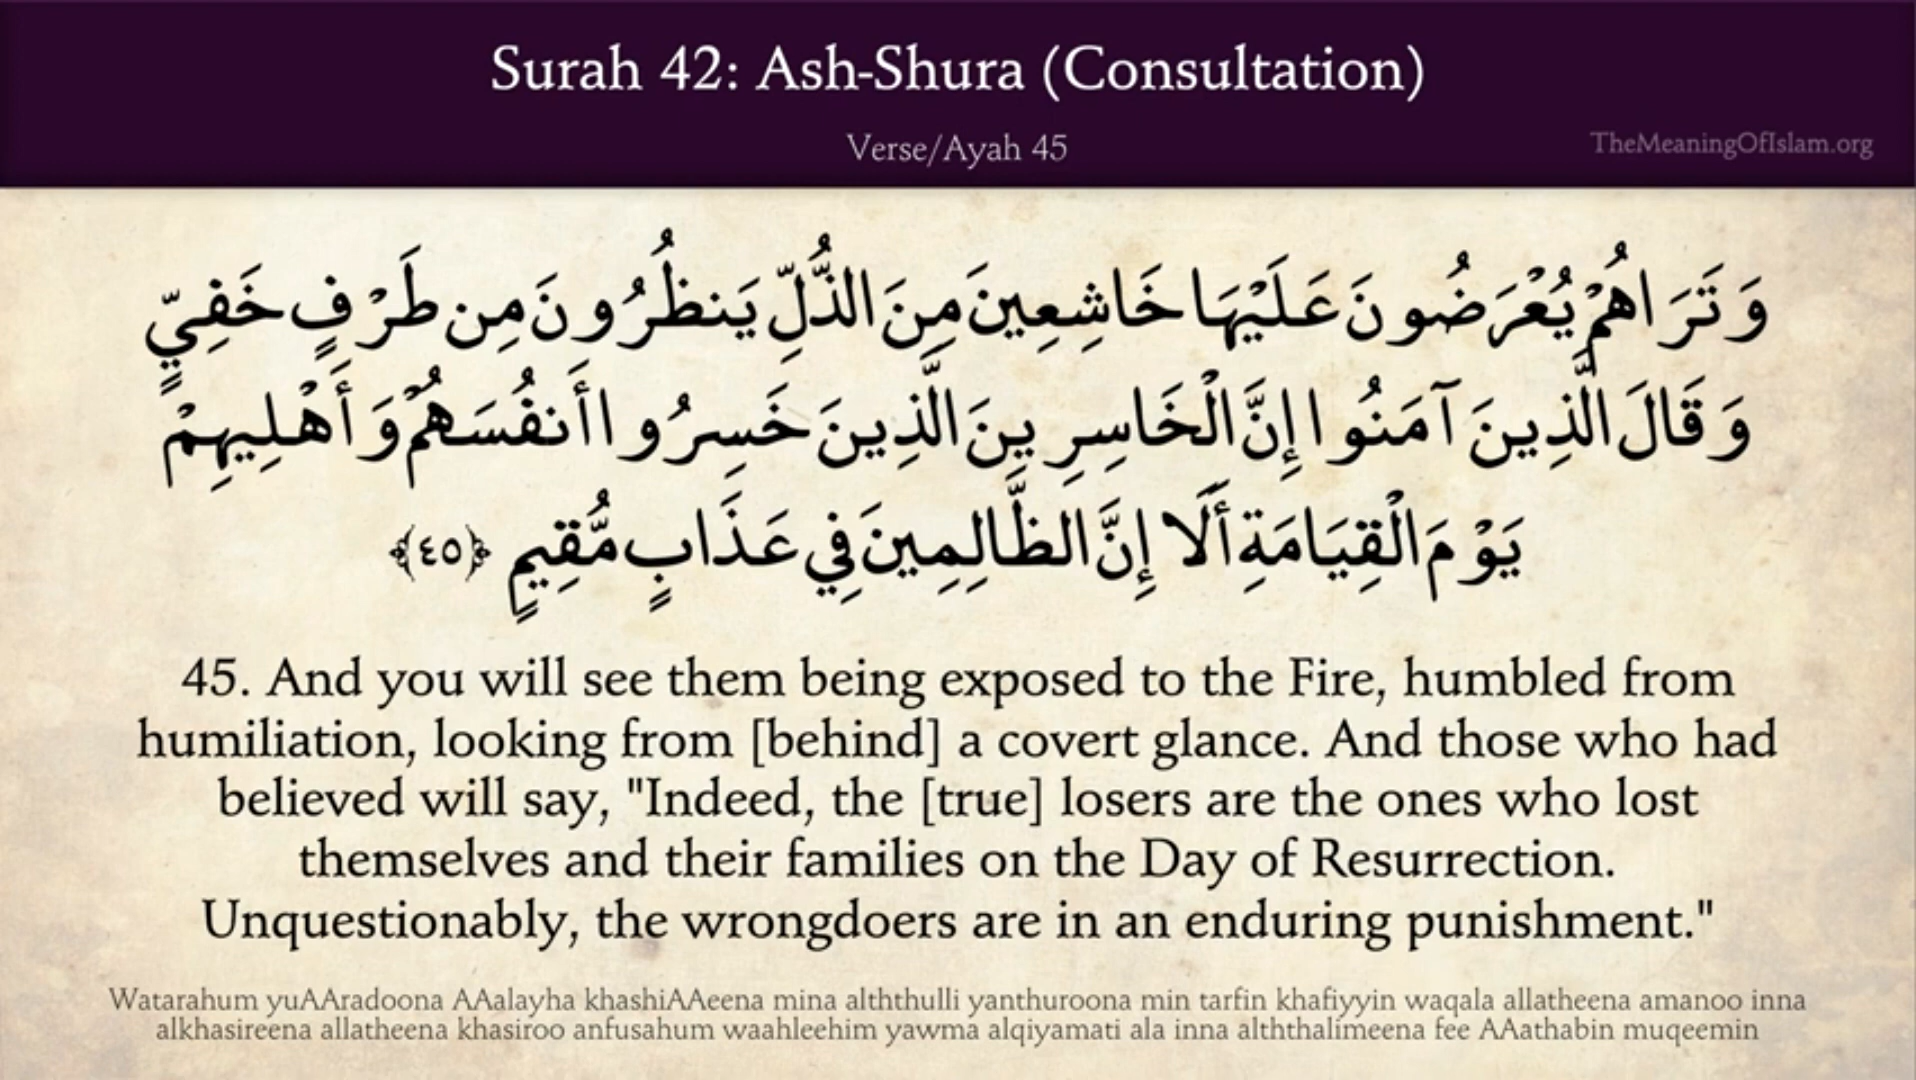 Surah 42: Ash-Shura (Consultation)
Verse/Ayah 45
TheMeaningOfIslam.org
وَتَرَاهُمْ يُعْرَضُونَ عَلَيْهَا خَاشِعِينَ مِنَ الذُّلِّ يَنظُرُونَ مِن طَرْفٍ خَفِيٍّ
وَقَالَ الَّذِينَ آمَنُوا إِنَّ الْخَاسِرِينَ الَّذِينَ خَسِرُوا أَنفُسَهُمْ وَأَهْلِيهِمْ
يَوْمَ الْقِيَامَةِ أَلَا إِنَّ الظَّالِمِينَ فِي عَذَابٍ مُّقِيمٍ ﴿٤٥﴾
45. And you will see them being exposed to the Fire, humbled from
humiliation, looking from [behind] a covert glance. And those who had
believed will say, "Indeed, the [true] losers are the ones who lost
themselves and their families on the Day of Resurrection.
Unquestionably, the wrongdoers are in an enduring punishment."
Watarahum yuAAradoona AAalayha khashiAAeena mina alththulli yanthuroona min tarfin khafiyyin waqala allatheena amanoo inna
alkhasireena allatheena khasiroo anfusahum waahleehim yawma alqiyamati ala inna alththalimeena fee AAathabin muqeemin